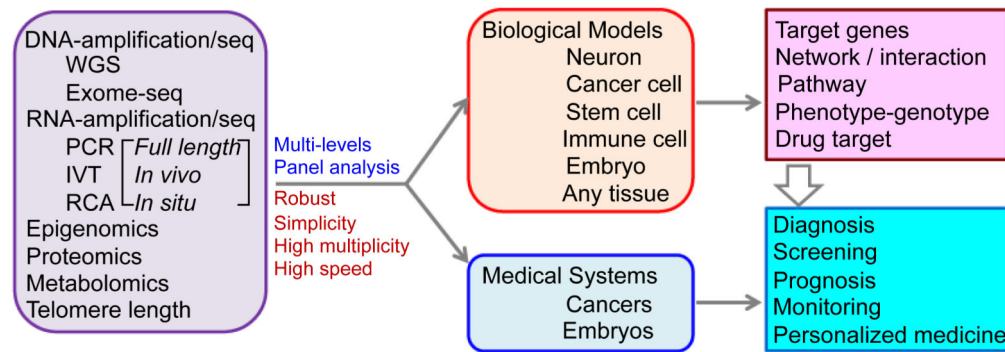 DNA-amplification/seq
WGS
Exome-seq
RNA-amplification/seq
PCR Full length
IVT In vivo
RCA In situ
Epigenomics
Proteomics
Metabolomics
Telomere length
Multi-levels
Panel analysis
Robust
Simplicity
High multiplicity
High speed
Biological Models
Neuron
Cancer cell
Stem cell
Immune cell
Embryo
Any tissue
Medical Systems
Cancers
Embryos
Target genes
Network / interaction
Pathway
Phenotype-genotype
Drug target
Diagnosis
Screening
Prognosis
Monitoring
Personalized medicine